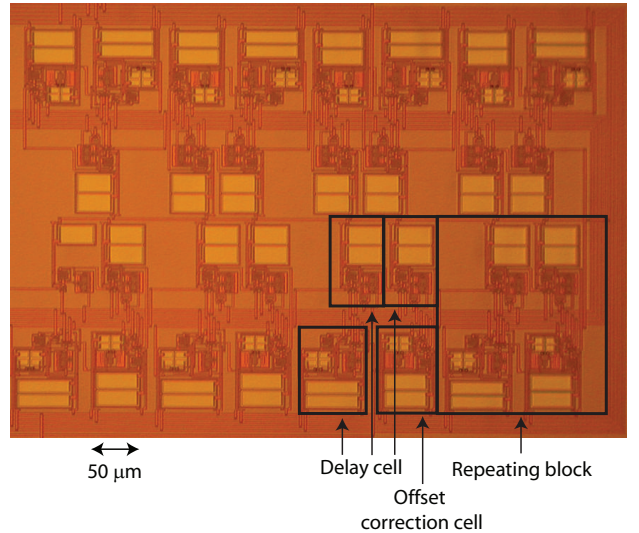 50 μm
Delay cell
Repeating block
Offset
correction cell